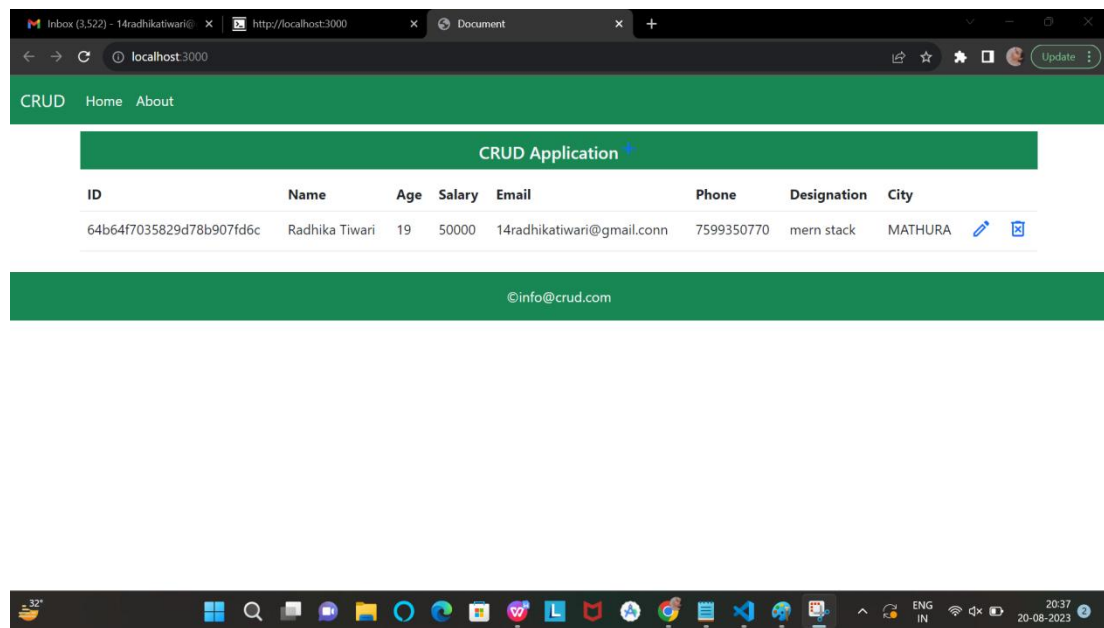 Inbox (3,522) - 14radhikatiwari@
http://localhost:3000
Document
localhost:3000
Update
CRUD Home About
CRUD Application +
ID Name Age Salary Email Phone Designation City
64b64f7035829d78b907fd6c Radhika Tiwari 19 50000 14radhikatiwari@gmail.conn 7599350770 mern stack MATHURA
©info@crud.com
32°
ENG
IN
20:37
20-08-2023
2